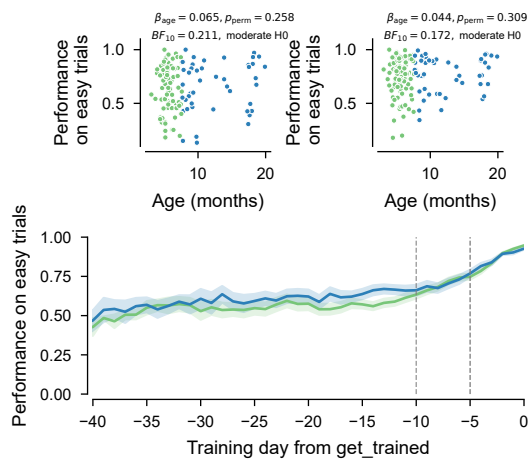 β_age = 0.065, p_perm = 0.258
BF₁₀ = 0.211, moderate H0
1.0
0.5
Performance
on easy trials
10
20
Age (months)
β_age = 0.044, p_perm = 0.309
BF₁₀ = 0.172, moderate H0
1.0
0.5
Performance
on easy trials
10
20
Age (months)
Performance on easy trials
1.00
0.75
0.50
0.25
0.00
−40 −35 −30 −25 −20 −15 −10 −5 0
Training day from get_trained